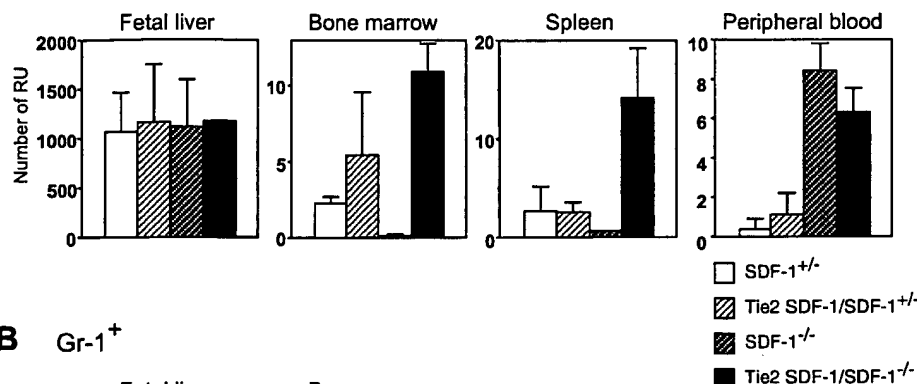 Fetal liver Bone marrow Spleen Peripheral blood
Number of RU
2000
1500
1000
500
0
10
5
0
20
10
0
10
8
6
4
2
0
SDF-1+/-
Tie2 SDF-1/SDF-1+/-
SDF-1-/-
Tie2 SDF-1/SDF-1-/-
B Gr-1+